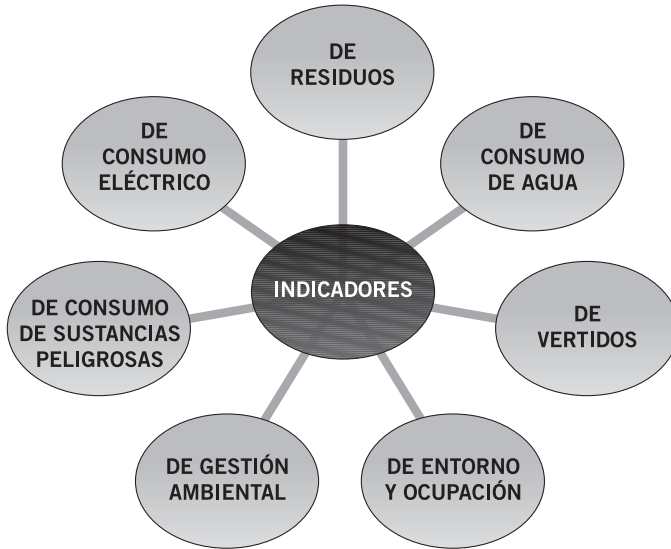 DE
RESIDUOS
DE
CONSUMO
ELÉCTRICO
DE
CONSUMO
DE AGUA
INDICADORES
DE CONSUMO
DE SUSTANCIAS
PELIGROSAS
DE
VERTIDOS
DE GESTIÓN
AMBIENTAL
DE ENTORNO
Y OCUPACIÓN